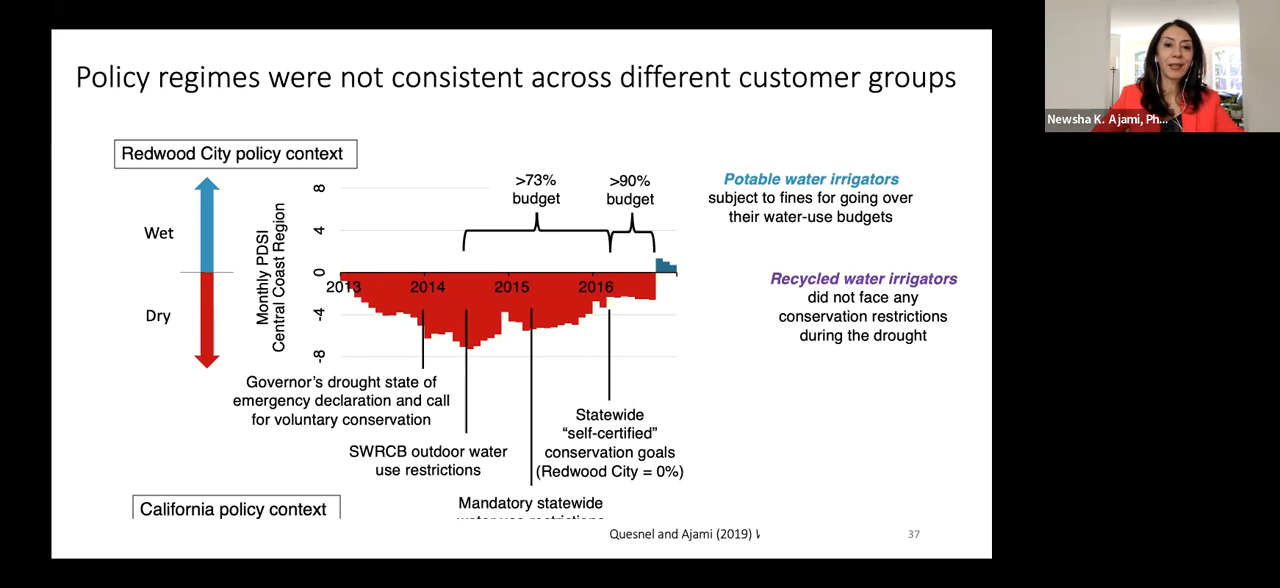 Policy regimes were not consistent across different customer groups
Newsha K. Ajami, Ph...
Redwood City policy context
Wet
Dry
Monthly PDSI
Central Coast Region
8
4
0
-4
-8
2013
2014
2015
2016
>73%
budget
>90%
budget
Potable water irrigators
subject to fines for going over
their water-use budgets
Recycled water irrigators
did not face any
conservation restrictions
during the drought
Governor's drought state of
emergency declaration and call
for voluntary conservation
SWRCB outdoor water
use restrictions
Statewide
“self-certified”
conservation goals
(Redwood City = 0%)
Mandatory statewide
water use restrictions
California policy context
Quesnel and Ajami (2019)
37